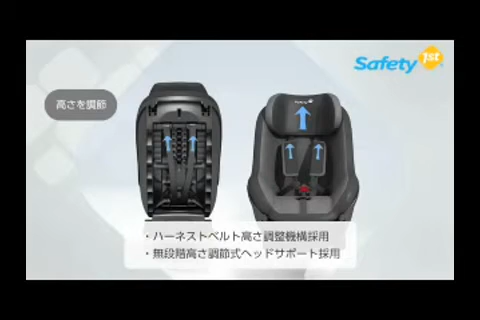 Safety 1st
高さを調節
・ハーネストベルト高さ調整機構採用
・無段階高さ調節式ヘッドサポート採用